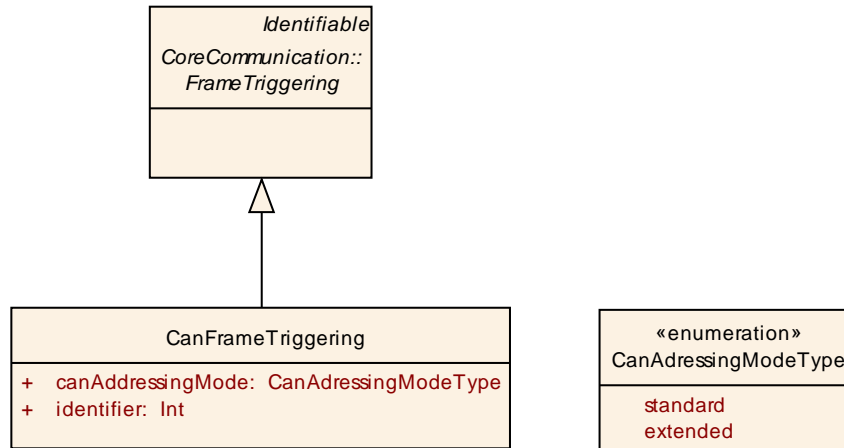 Identifiable
CoreCommunication::
FrameTriggering
CanFrameTriggering
+ canAddressingMode: CanAdressingModeType
+ identifier: Int
«enumeration»
CanAdressingModeType
standard
extended